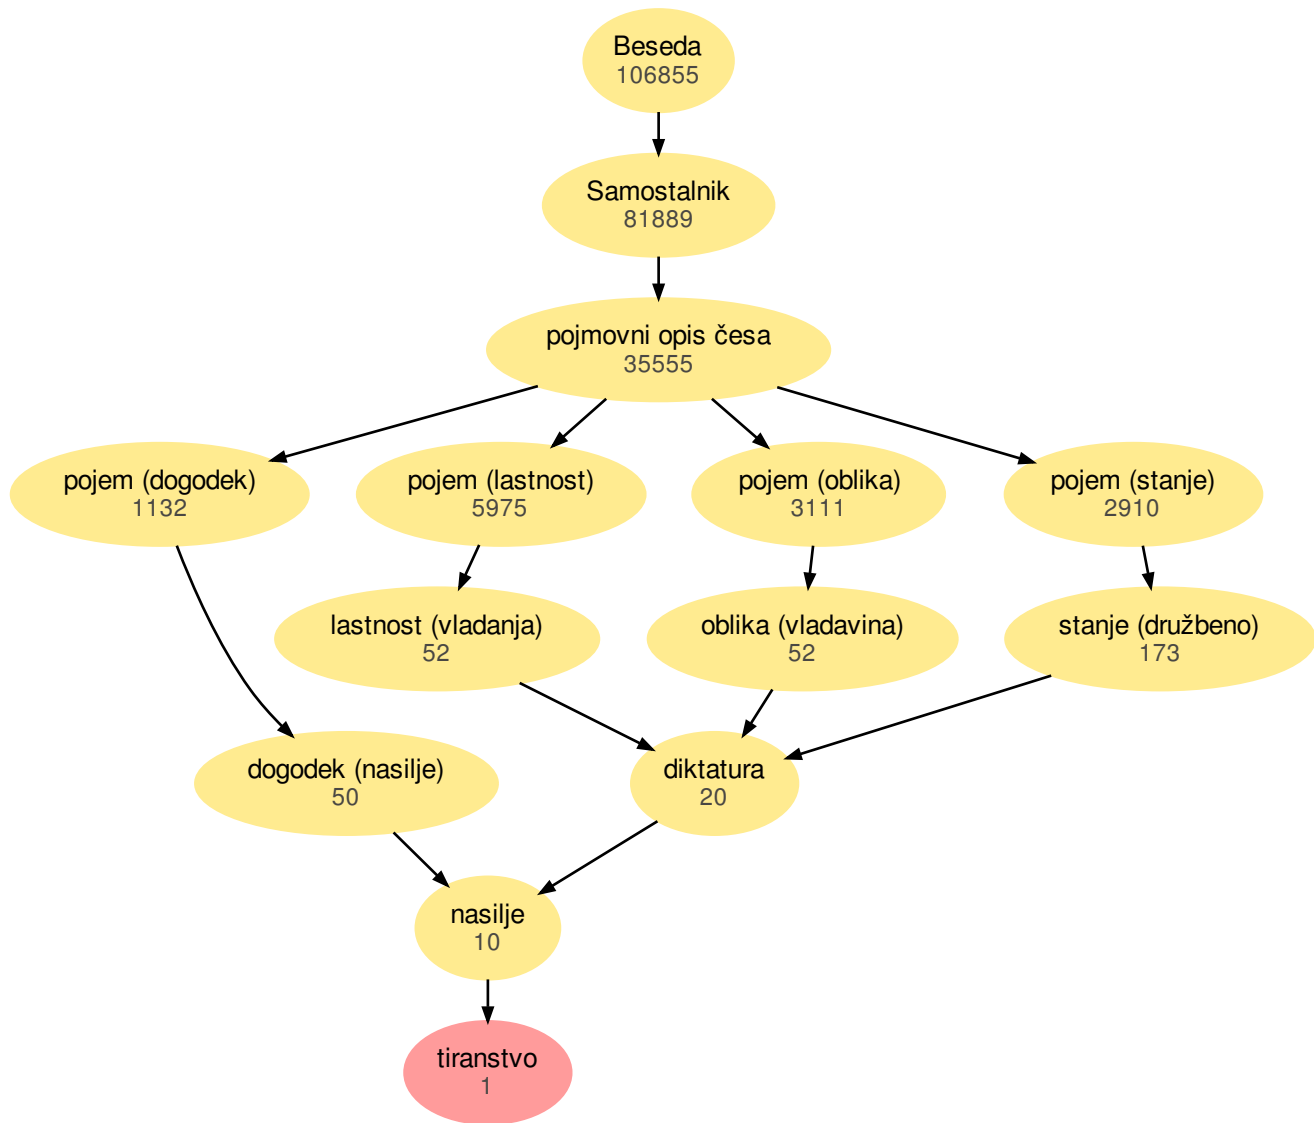 Beseda
106855
Samostalnik
81889
pojmovni opis česa
35555
pojem (dogodek)
1132
pojem (lastnost)
5975
pojem (oblika)
3111
pojem (stanje)
2910
lastnost (vladanja)
52
oblika (vladavina)
52
stanje (družbeno)
173
dogodek (nasilje)
50
diktatura
20
nasilje
10
tiranstvo
1